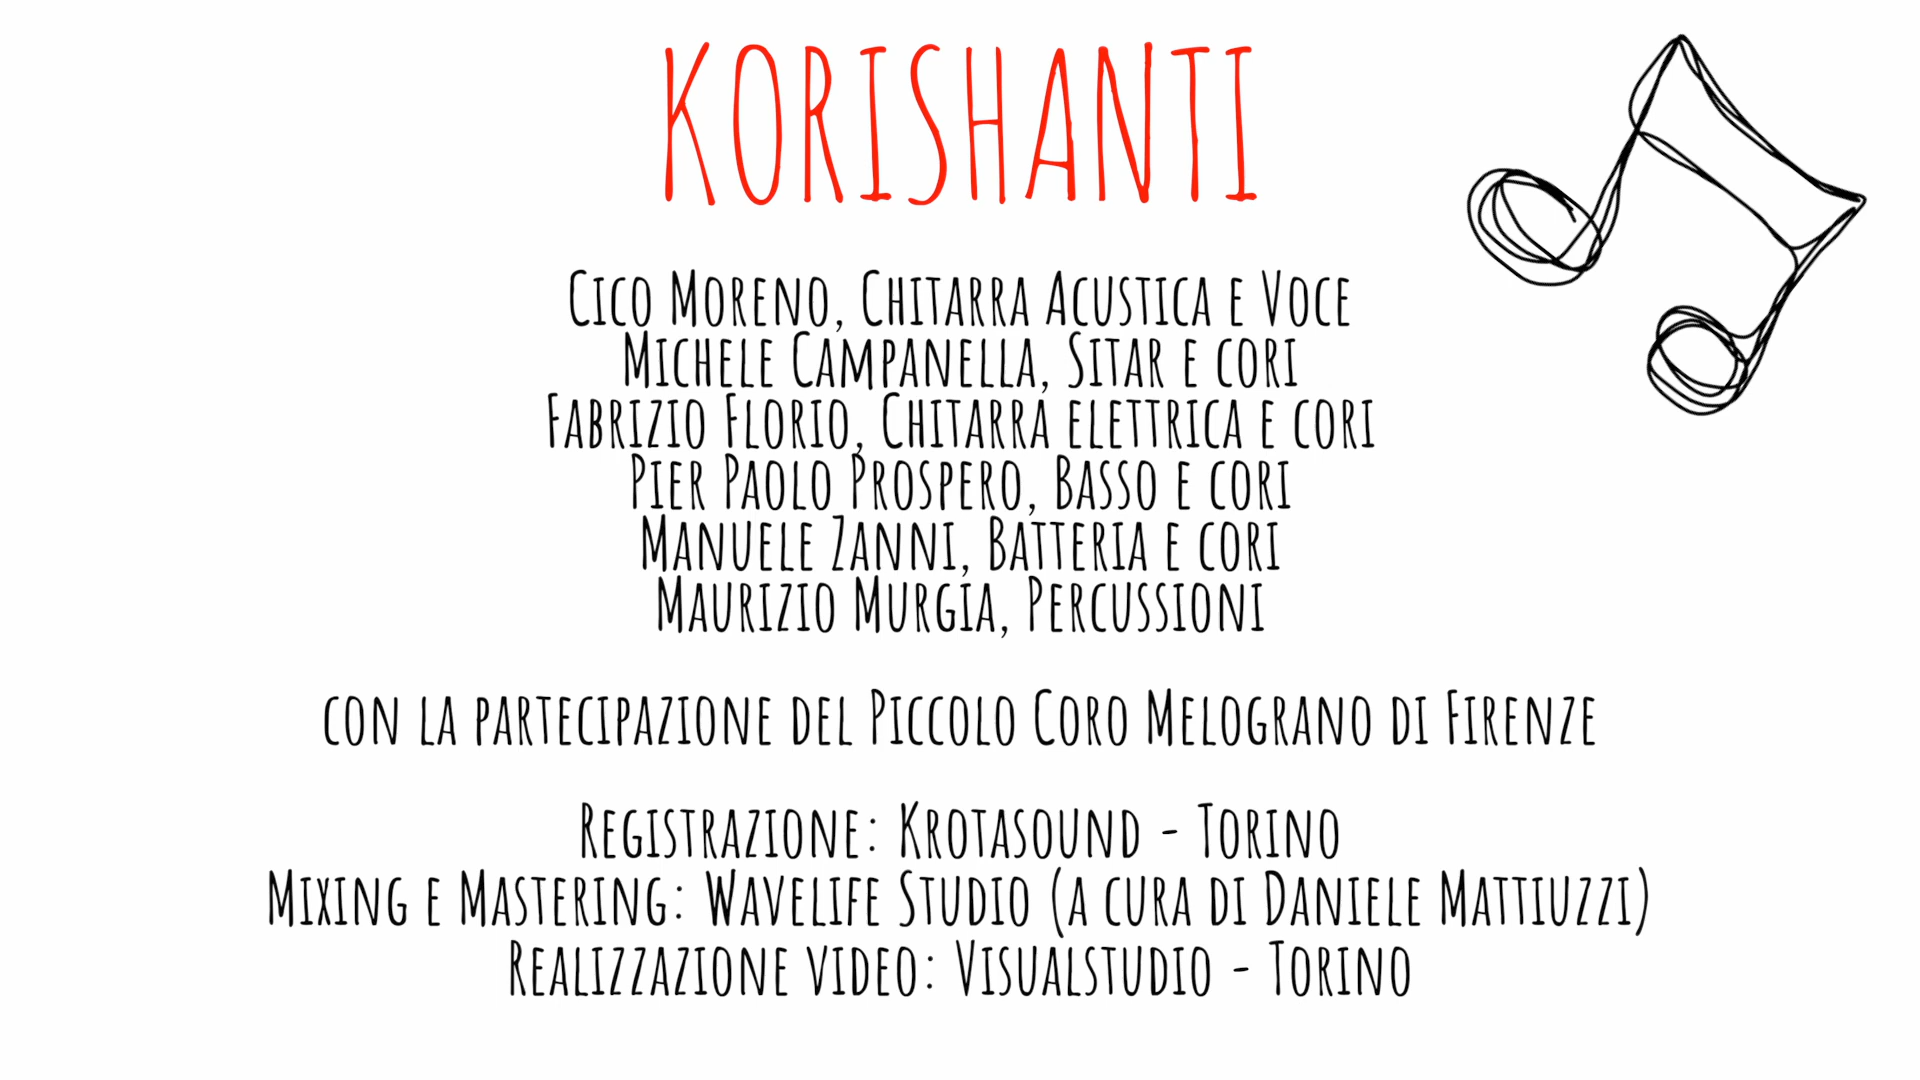 KORISHANTI
Cico Moreno, Chitarra Acustica e Voce
Michele Campanella, Sitar e cori
Fabrizio Florio, Chitarra elettrica e cori
Pier Paolo Prospero, Basso e cori
Manuele Zanni, Batteria e cori
Maurizio Murgia, Percussioni
con la partecipazione del Piccolo Coro Melograno di Firenze
Registrazione: Krotasound - Torino
Mixing e Mastering: Wavelife Studio (a cura di Daniele Mattiuzzi)
Realizzazione video: Visualstudio - Torino